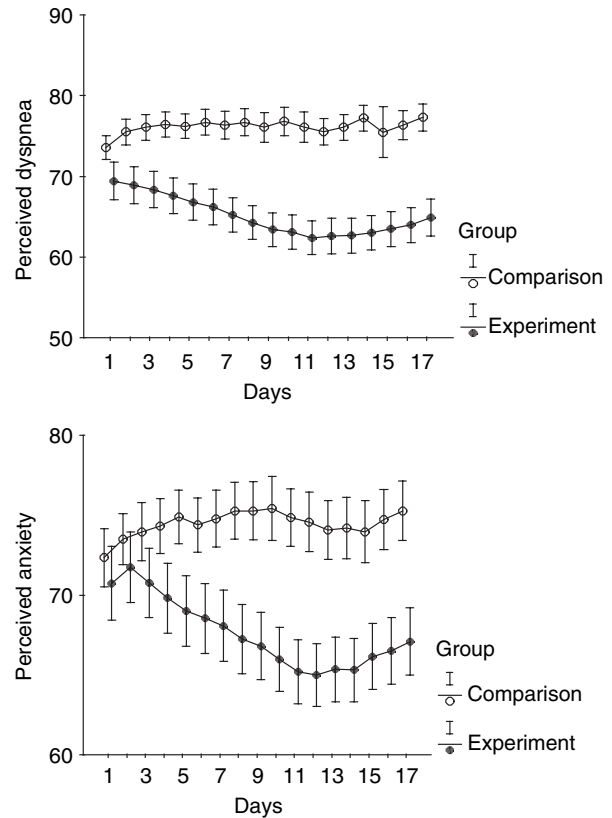 90
80
70
60
50
Perceived dyspnea
1 3 5 7 9 11 13 15 17
Days
Group
Comparison
Experiment
80
70
60
Perceived anxiety
1 3 5 7 9 11 13 15 17
Days
Group
Comparison
Experiment